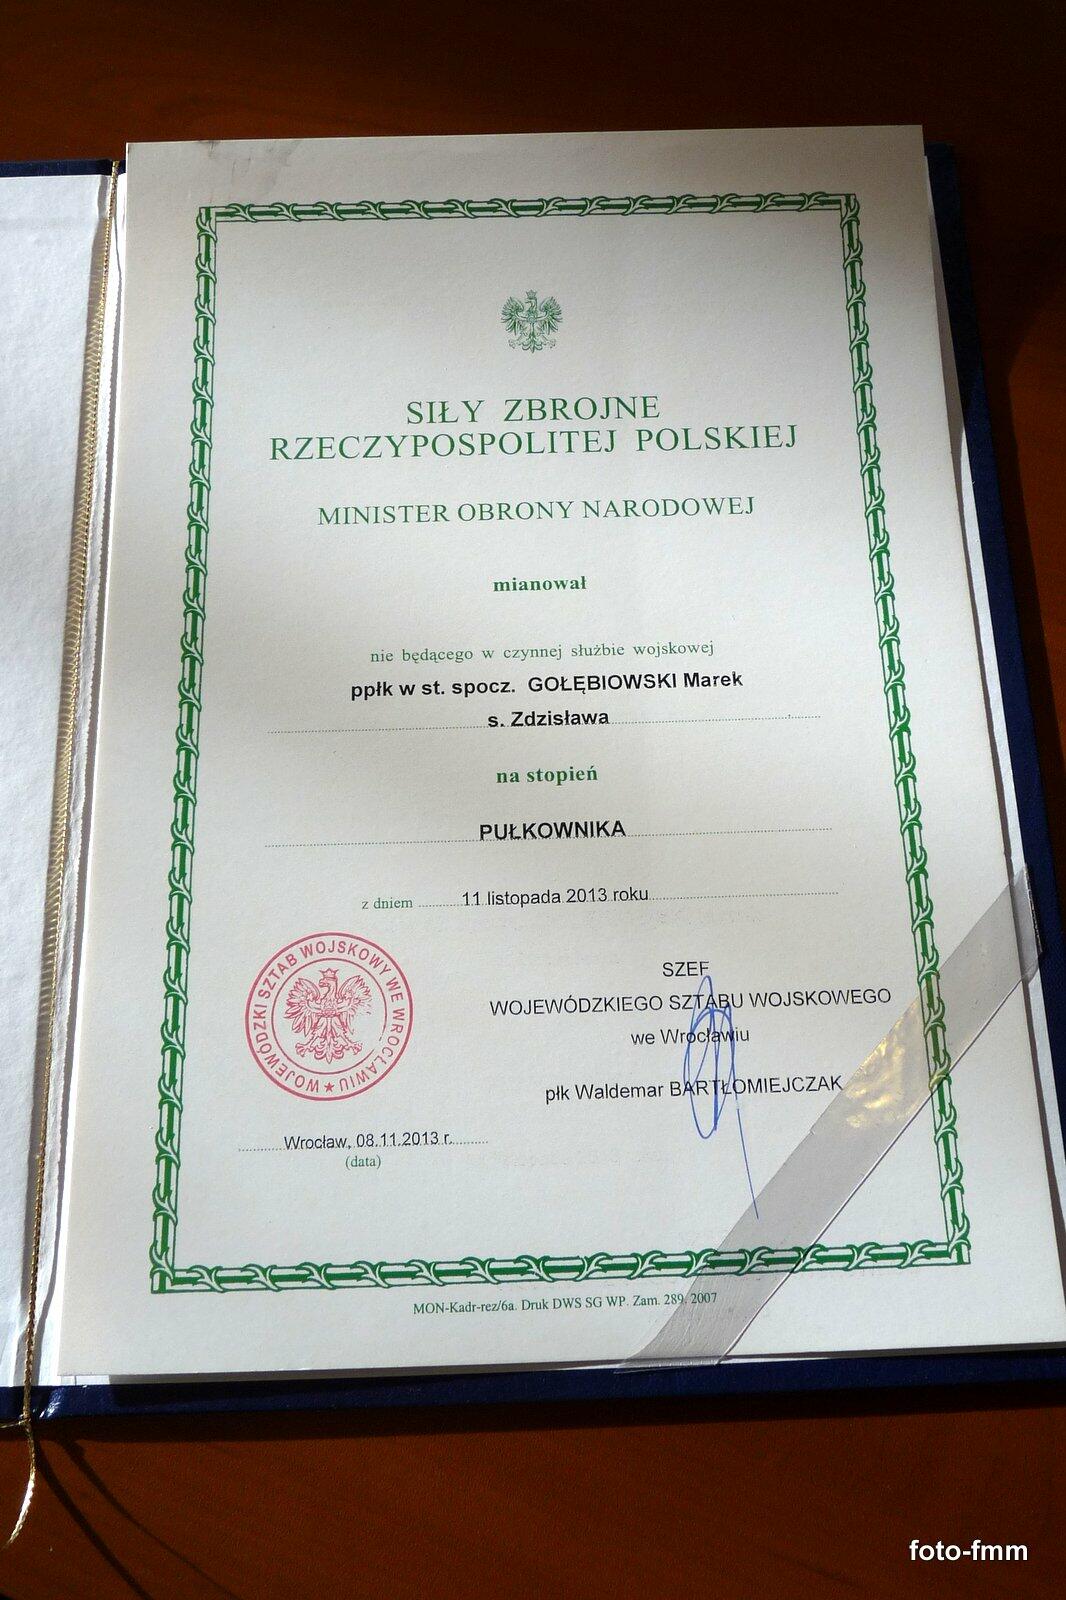 SIŁY ZBROJNE
RZECZYPOSPOLITEJ POLSKIEJ
MINISTER OBRONY NARODOWEJ
mianował
nie będącego w czynnej służbie wojskowej
ppłk w st. spocz. GOŁĘBIOWSKI Marek
s. Zdzisława
na stopień
PUŁKOWNIKA
z dniem 11 listopada 2013 roku
WOJEWÓDZKI SZTAB WOJSKOWY WE WROCŁAWIU
SZEF
WOJEWÓDZKIEGO SZTABU WOJSKOWEGO
we Wrocławiu
płk Waldemar BARTŁOMIEJCZAK
Wrocław, 08.11.2013 r.
(data)
MON-Kadr-rez/6a. Druk DWS SG WP. Zam. 289. 2007
foto-fmm